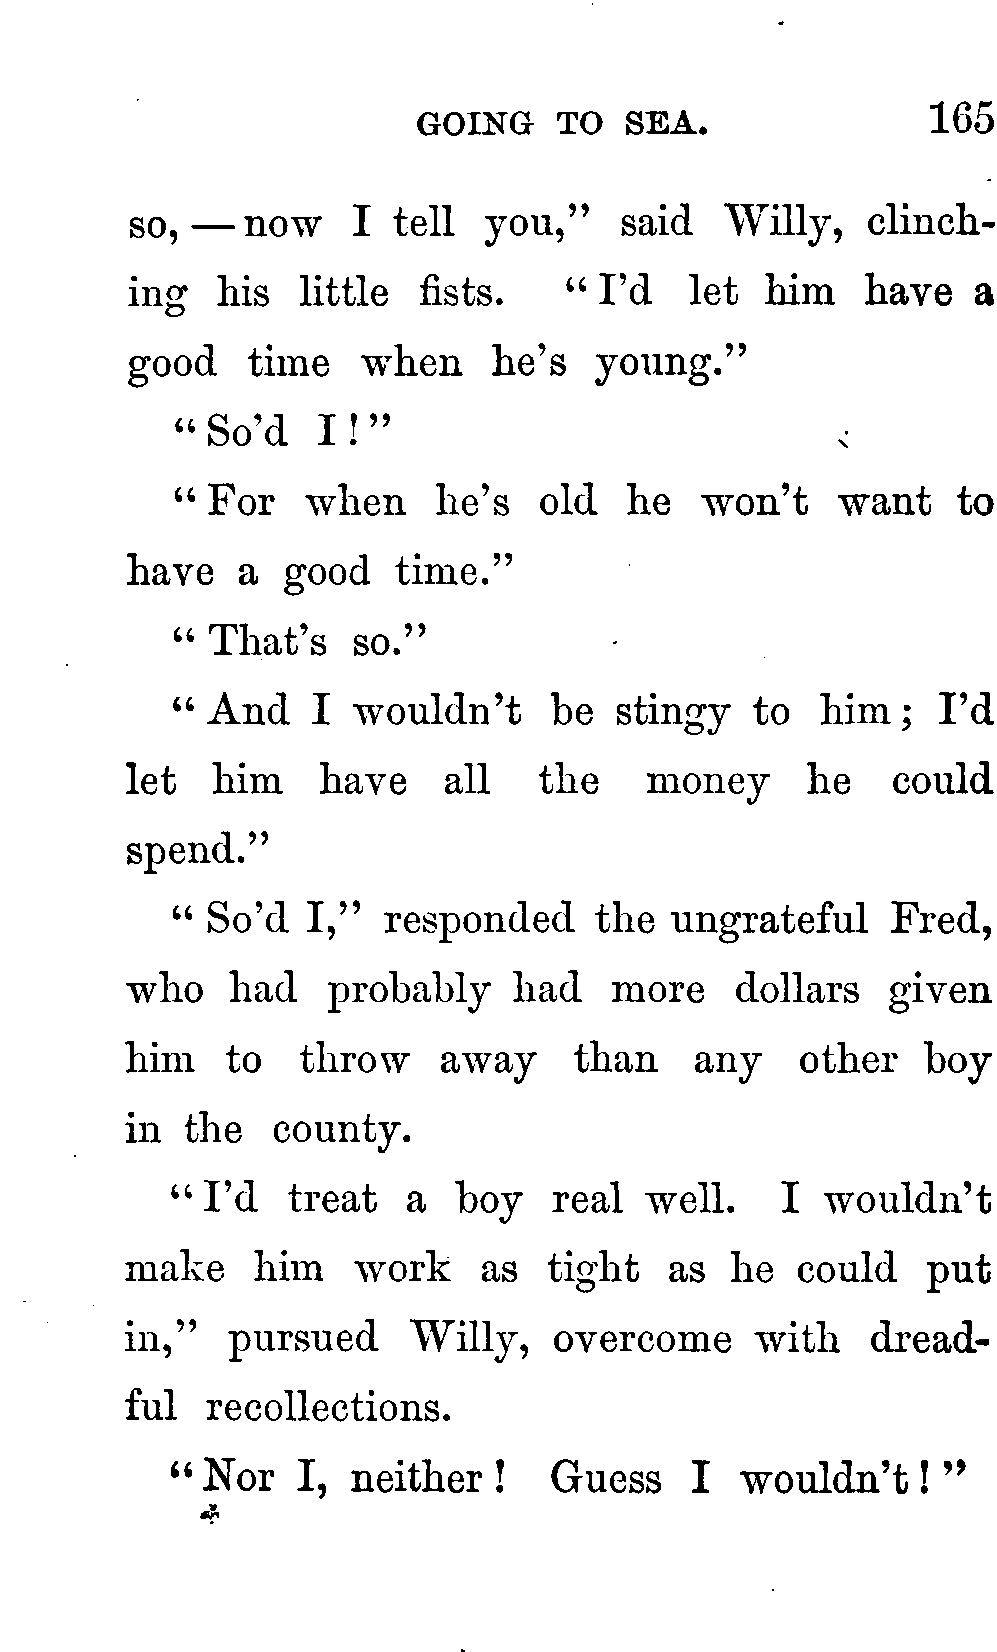 GOING TO SEA. 165
so, — now I tell you,” said Willy, clinch-
ing his little fists. “I’d let him have a
good time when he’s young.”
“So’d I!”
“For when he’s old he won’t want to
have a good time.”
“That’s so.”
“And I wouldn’t be stingy to him; I’d
let him have all the money he could
spend.”
“So’d I,” responded the ungrateful Fred,
who had probably had more dollars given
him to throw away than any other boy
in the county.
“I’d treat a boy real well. I wouldn’t
make him work as tight as he could put
in,” pursued Willy, overcome with dread-
ful recollections.
“Nor I, neither! Guess I wouldn’t!”